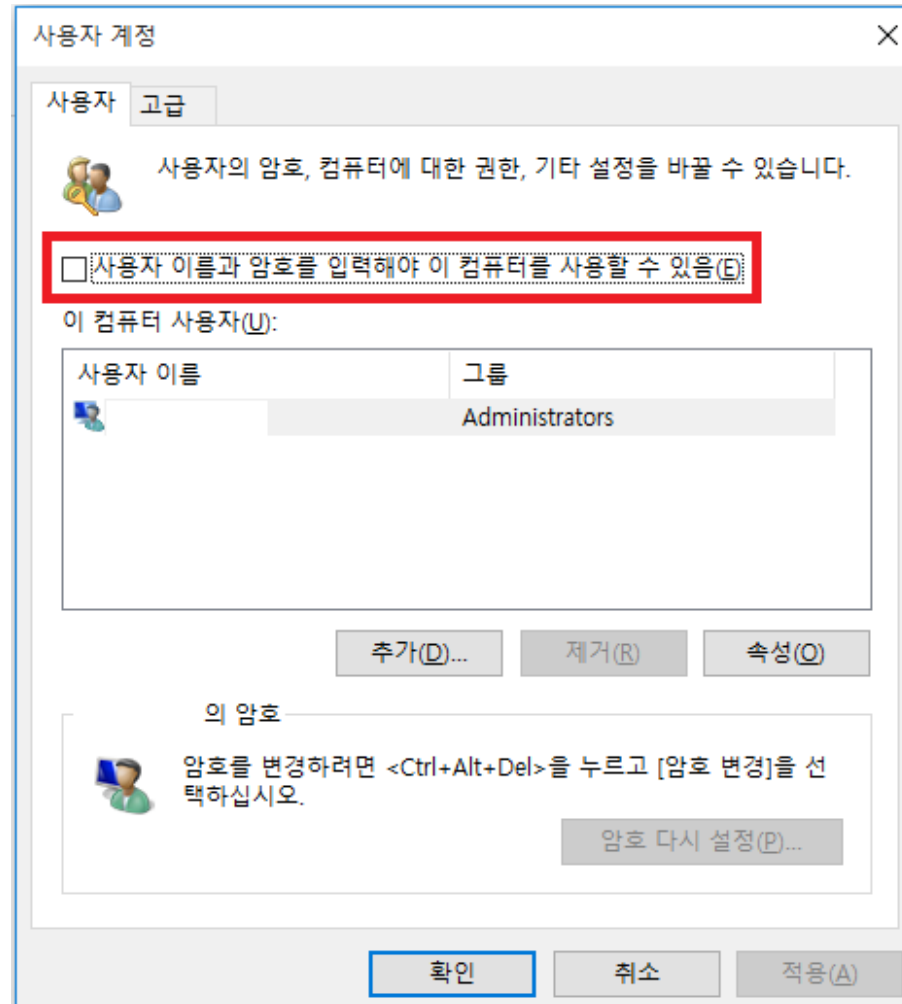 사용자 계정
사용자 고급
사용자의 암호, 컴퓨터에 대한 권한, 기타 설정을 바꿀 수 있습니다.
사용자 이름과 암호를 입력해야 이 컴퓨터를 사용할 수 있음(E)
이 컴퓨터 사용자(U):
사용자 이름 그룹
Administrators
추가(D)... 제거(R) 속성(O)
의 암호
암호를 변경하려면 <Ctrl+Alt+Del>을 누르고 [암호 변경]을 선
택하십시오.
암호 다시 설정(P)...
확인 취소 적용(A)